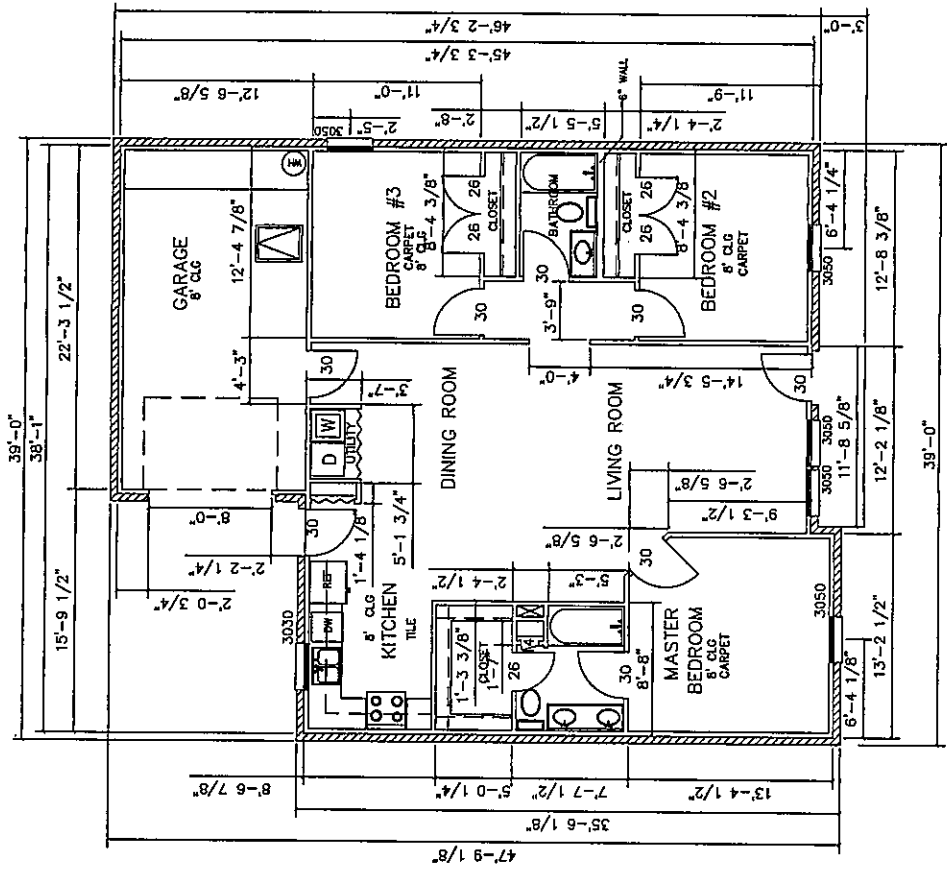 39'-0"
38'-1"
15'-9 1/2"
22'-3 1/2"
2'-0 3/4"
2'-2 1/4"
8'-0"
GARAGE
8' CLG
12'-4 7/8"
4'-3"
WH
12'-6 5/8"
45'-3 3/4"
46'-2 3/4"
3'-0"
3030
30
REF
DW
1'-4 1/8
5'-1 3/4"
8' CLG
KITCHEN
TILE
D
W
UTILITY
3'-7"
30
DINING ROOM
3050
2'-5"
11'-0"
BEDROOM #3
CARPET
8' CLG
8'-4 3/8"
26
26
30
CLOSET
2'-8"
BATHROOM
30
5'-5 1/2"
6" WALL
3'-9"
CLOSET
26
26
2'-4 1/4"
8'-4 3/8"
30
BEDROOM #2
8' CLG
CARPET
11'-9"
4'-0"
14'-5 3/4"
LIVING ROOM
2'-6 5/8"
2'-6 5/8"
9'-3 1/2"
2'-4 1/2"
5'-3"
1'-3 3/8"
CLOSET
1'-7"
26
30
8'-8"
30
MASTER
BEDROOM
8' CLG
CARPET
3050
3050
3050
30
3050
6'-4 1/8"
13'-2 1/2"
11'-8 5/8"
12'-2 1/8"
6'-4 1/4"
12'-8 3/8"
39'-0"
8'-6 7/8"
5'-0 1/4"
7'-7 1/2"
13'-4 1/2"
35'-6 1/8"
47'-9 1/8"